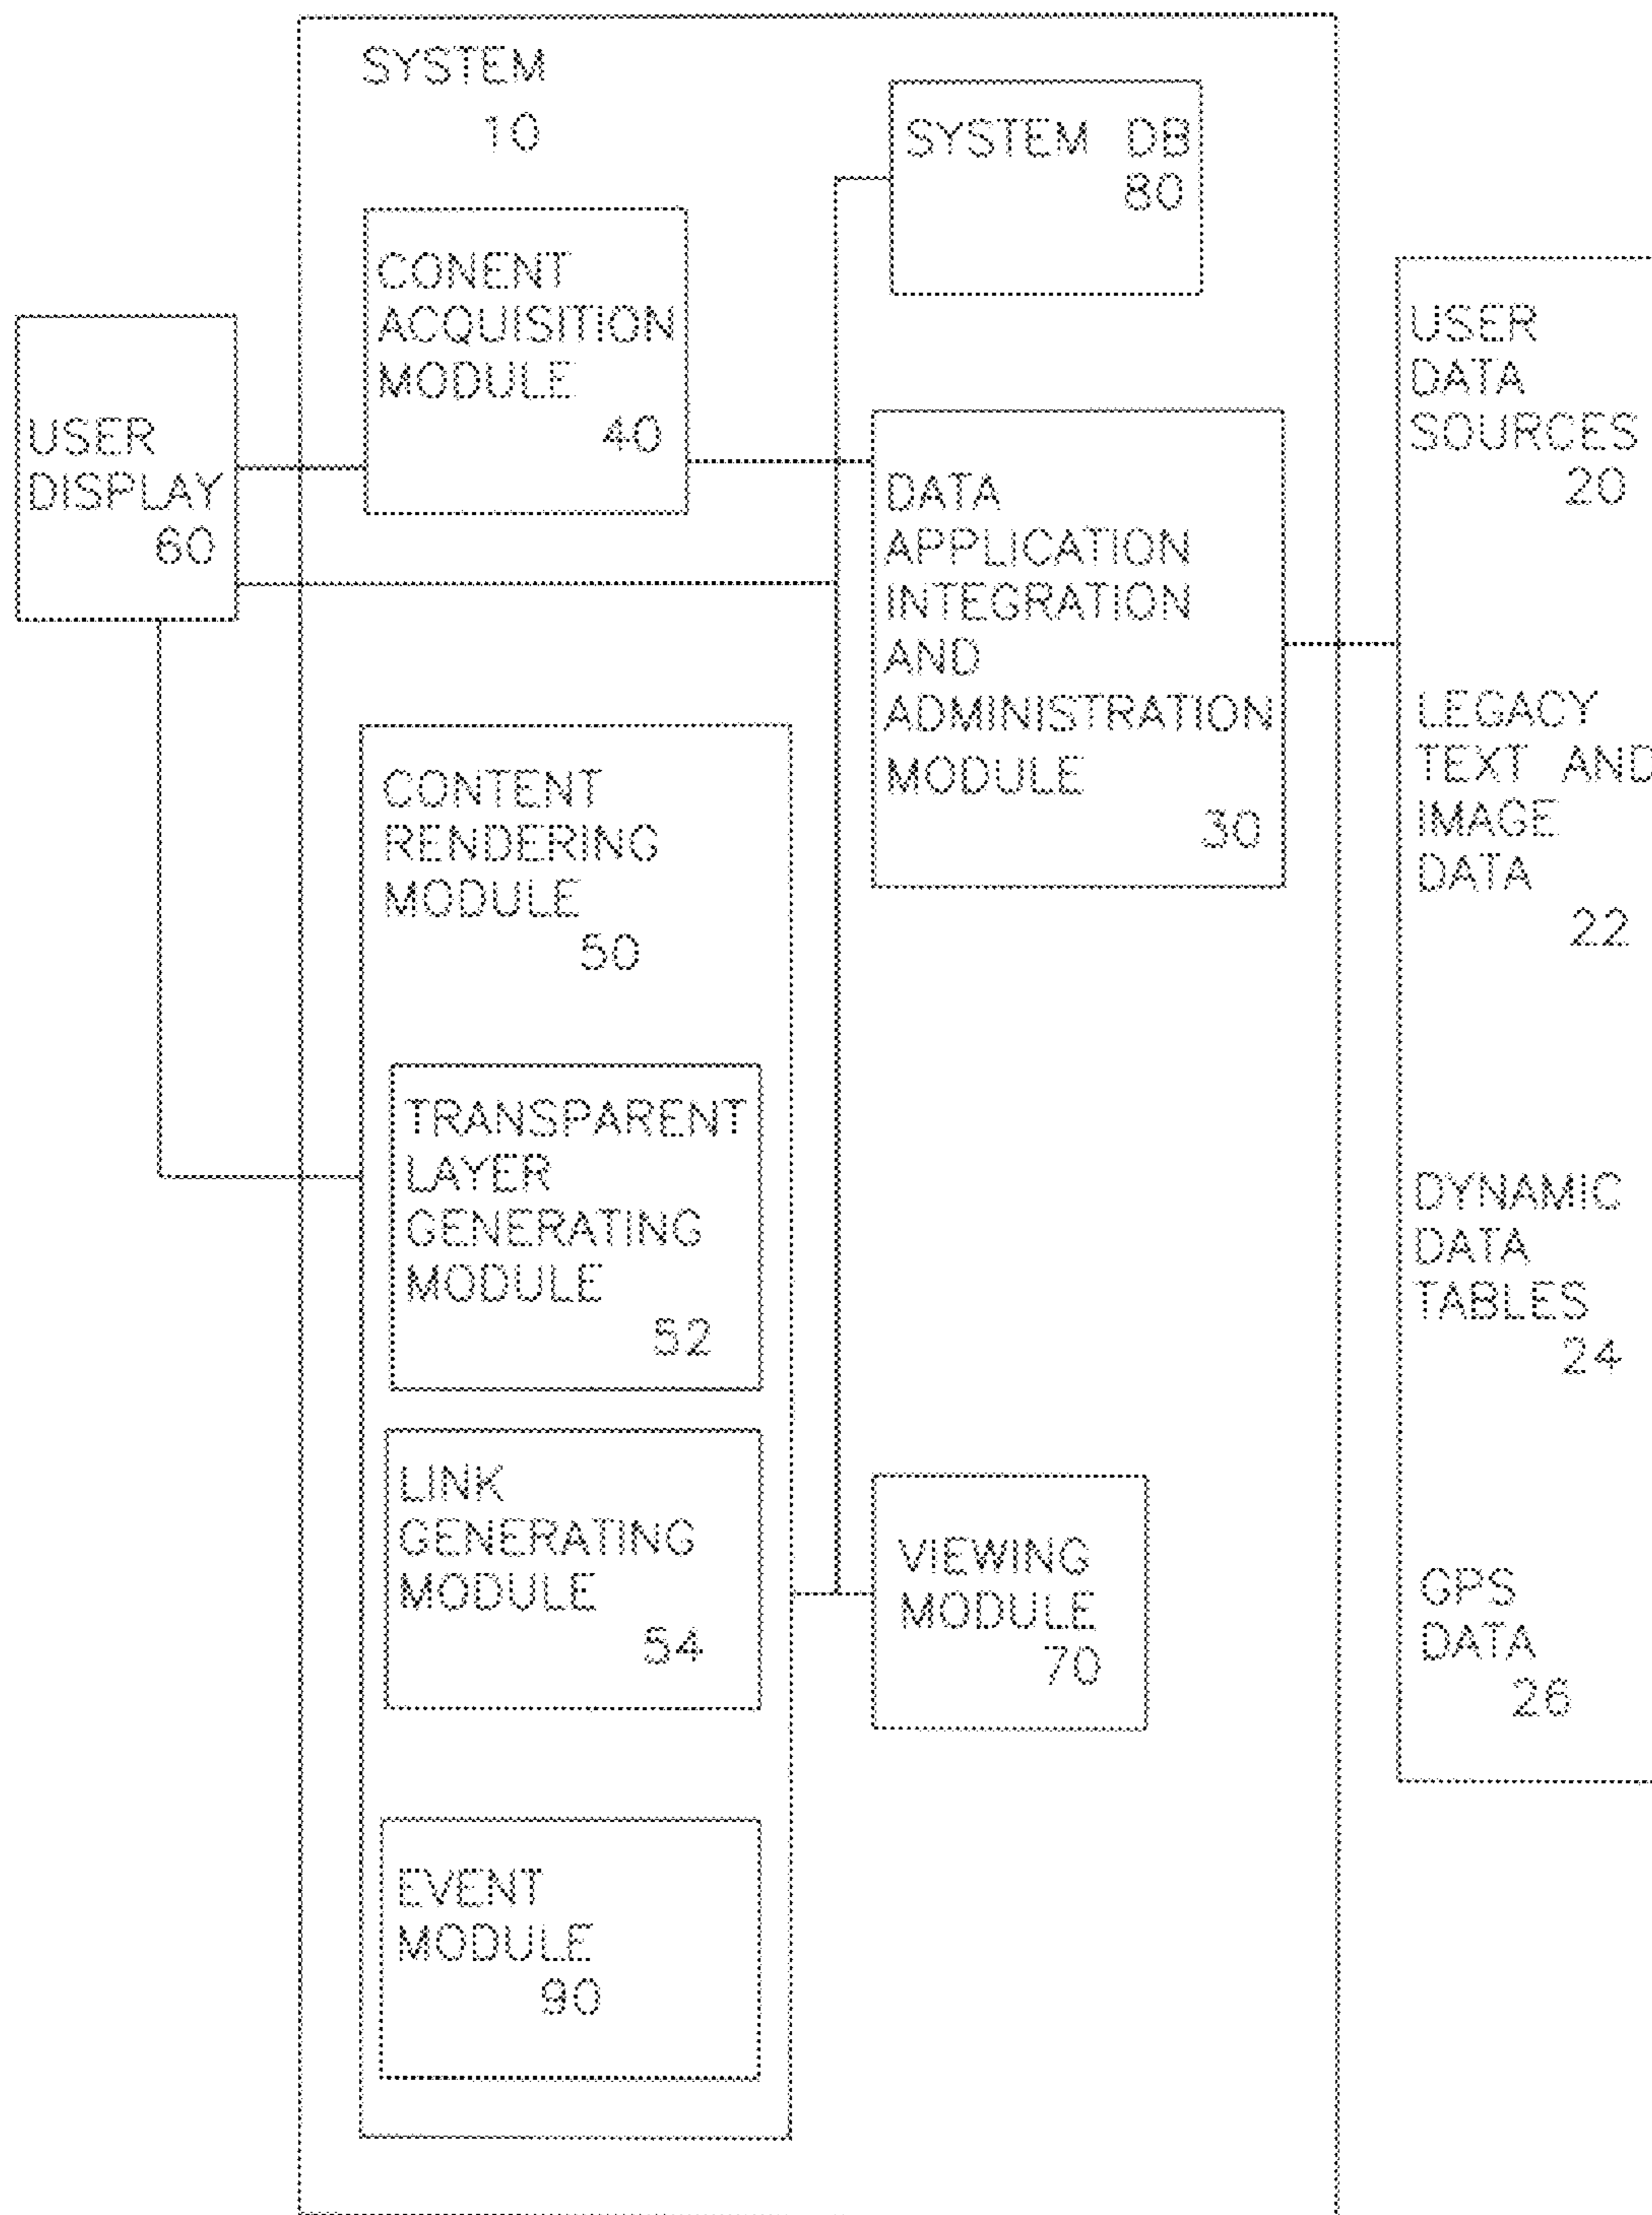 SYSTEM
10
SYSTEM DB
80
CONENT
ACQUISITION
MODULE
40
USER
DISPLAY
60
DATA
APPLICATION
INTEGRATION
AND
ADMINISTRATION
MODULE
30
USER
DATA
SOURCES
20
LEGACY
TEXT AND
IMAGE
DATA
22
DYNAMIC
DATA
TABLES
24
GPS
DATA
26
CONTENT
RENDERING
MODULE
50
TRANSPARENT
LAYER
GENERATING
MODULE
52
LINK
GENERATING
MODULE
54
VIEWING
MODULE
70
EVENT
MODULE
90